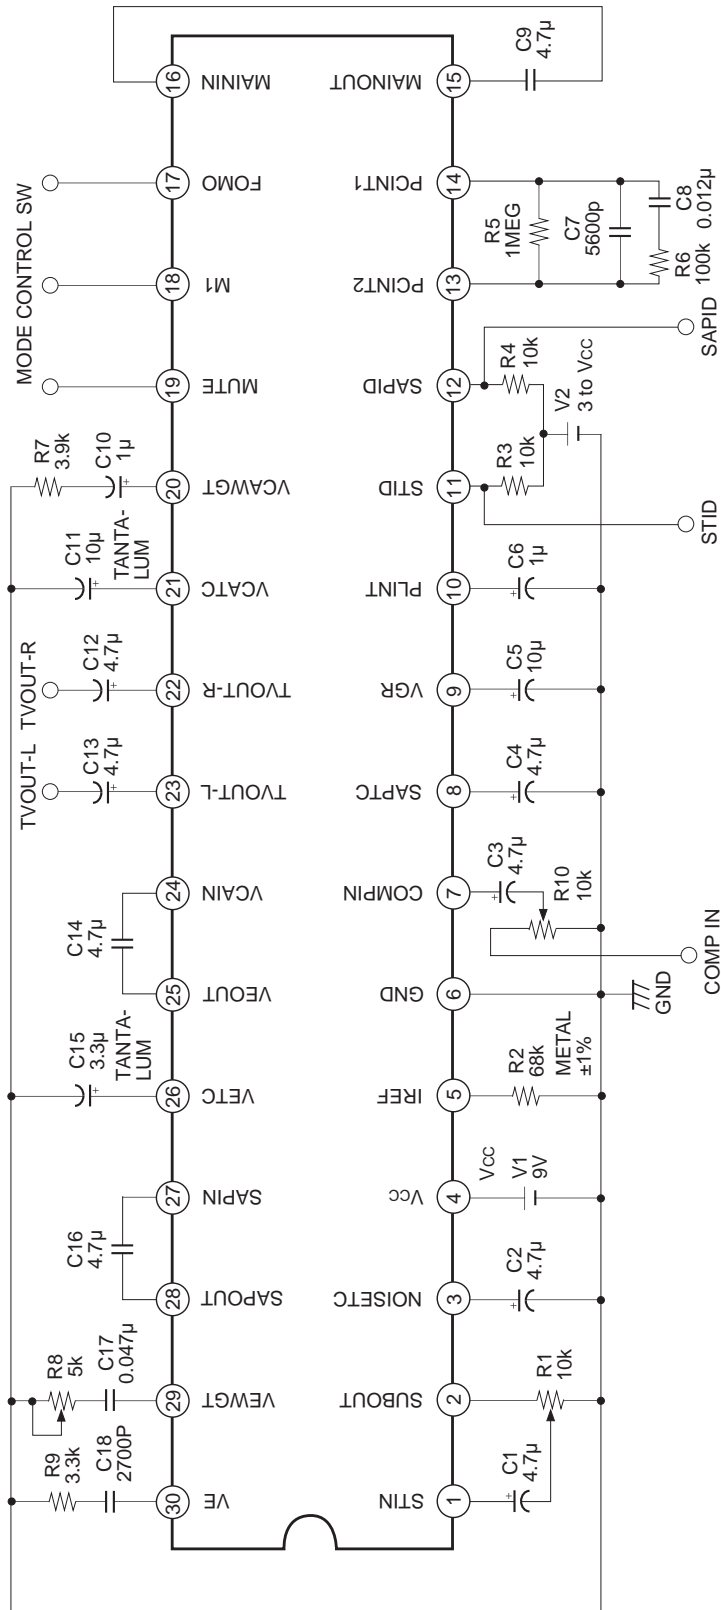 MODE CONTROL SW
TVOUT-L
TVOUT-R
R9
3.3k
C18
2700P
R8
5k
C17
0.047µ
C16
4.7µ
C15
3.3µ
TANTA-
LUM
C14
4.7µ
C13
4.7µ
C12
4.7µ
C11
10µ
TANTA-
LUM
R7
3.9k
C10
1µ
C9
4.7µ
30
29
28
27
26
25
24
23
22
21
20
19
18
17
16
VE
VEWGT
SAPOUT
SAPIN
VETC
VEOUT
VCAIN
TVOUT-L
TVOUT-R
VCATC
VCAWGT
MUTE
M1
FOMO
MAININ
STIN
SUBOUT
NOISETC
Vcc
IREF
GND
COMPIN
SAPTC
VGR
PLINT
STID
SAPID
PCINT2
PCINT1
MAINOUT
1
2
3
4
5
6
7
8
9
10
11
12
13
14
15
C1
4.7µ
R1
10k
C2
4.7µ
Vcc
V1
9V
R2
68k
METAL
±1%
GND
C3
4.7µ
R10
10k
COMP IN
C4
4.7µ
C5
10µ
C6
1µ
R3
10k
R4
10k
V2
3 to Vcc
STID
SAPID
R5
1MEG
C7
5600p
R6
100k
C8
0.012µ